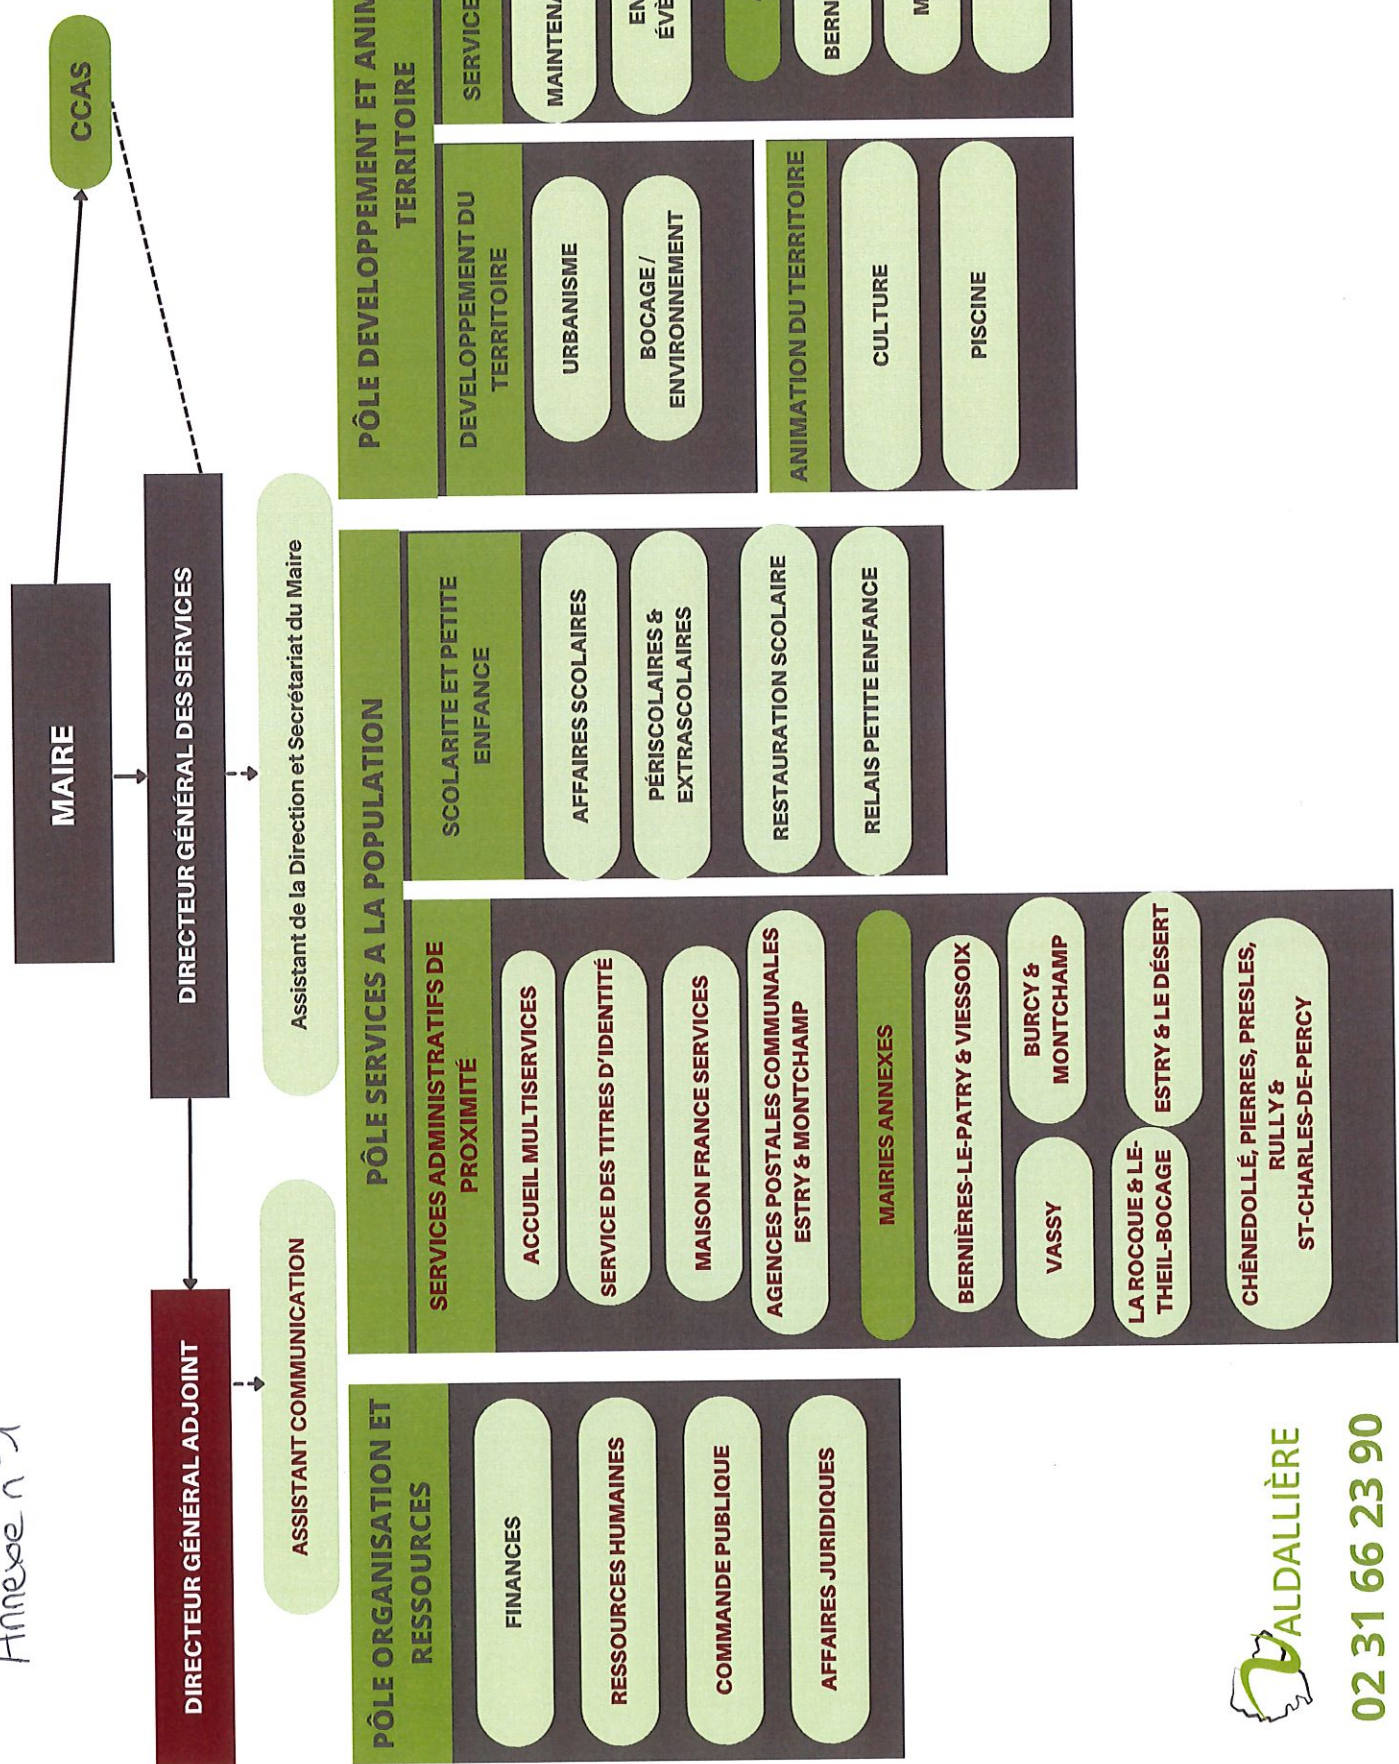 Annexe n°1
MAIRE
CCAS
DIRECTEUR GÉNÉRAL ADJOINT
DIRECTEUR GÉNÉRAL DES SERVICES
ASSISTANT COMMUNICATION
Assistant de la Direction et Secrétariat du Maire
PÔLE ORGANISATION ET
RESSOURCES
FINANCES
RESSOURCES HUMAINES
COMMANDE PUBLIQUE
AFFAIRES JURIDIQUES
PÔLE SERVICES A LA POPULATION
SERVICES ADMINISTRATIFS DE
PROXIMITÉ
ACCUEIL MULTISERVICES
SERVICE DES TITRES D'IDENTITÉ
MAISON FRANCE SERVICES
AGENCES POSTALES COMMUNALES
ESTRY & MONTCHAMP
MAIRIES ANNEXES
BERNIÈRES-LE-PATRY & VIESSOIX
VASSY
BURCY &
MONTCHAMP
LA ROCQUE & LE-
THEIL-BOCAGE
ESTRY & LE DÉSERT
CHÊNEDOLLÉ, PIERRES, PRESLES,
RULLY &
ST-CHARLES-DE-PERCY
SCOLARITE ET PETITE
ENFANCE
AFFAIRES SCOLAIRES
PÉRISCOLAIRES &
EXTRASCOLAIRES
RESTAURATION SCOLAIRE
RELAIS PETITE ENFANCE
PÔLE DEVELOPPEMENT ET ANIM
TERRITOIRE
DEVELOPPEMENT DU
TERRITOIRE
URBANISME
BOCAGE /
ENVIRONNEMENT
ANIMATION DU TERRITOIRE
CULTURE
PISCINE
SERVICE
MAINTENA
EN
ÉVÈ
BERN
M
VALDALLIÈRE
02 31 66 23 90